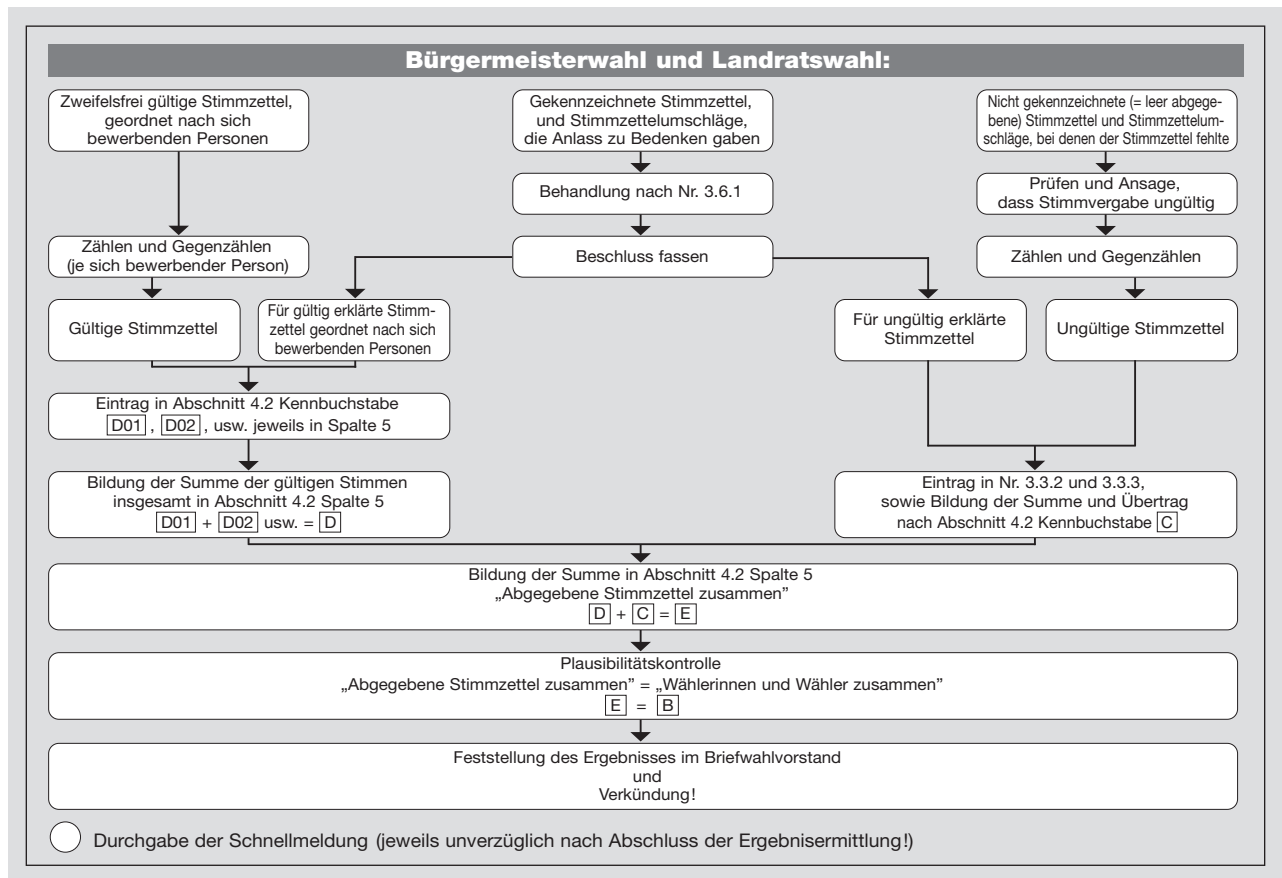 Bürgermeisterwahl und Landratswahl:
Zweifelsfrei gültige Stimmzettel,
geordnet nach sich
bewerbenden Personen
Gekennzeichnete Stimmzettel,
und Stimmzettelumschläge,
die Anlass zu Bedenken gaben
Nicht gekennzeichnete (= leer abgege-
bene) Stimmzettel und Stimmzettelum-
schläge, bei denen der Stimmzettel fehlte
Behandlung nach Nr. 3.6.1
Prüfen und Ansage,
dass Stimmvergabe ungültig
Zählen und Gegenzählen
(je sich bewerbender Person)
Beschluss fassen
Zählen und Gegenzählen
Gültige Stimmzettel
Für gültig erklärte Stimm-
zettel geordnet nach sich
bewerbenden Personen
Für ungültig erklärte
Stimmzettel
Ungültige Stimmzettel
Eintrag in Abschnitt 4.2 Kennbuchstabe
D01 , D02 , usw. jeweils in Spalte 5
Bildung der Summe der gültigen Stimmen
insgesamt in Abschnitt 4.2 Spalte 5
D01 + D02 usw. = D
Eintrag in Nr. 3.3.2 und 3.3.3,
sowie Bildung der Summe und Übertrag
nach Abschnitt 4.2 Kennbuchstabe C
Bildung der Summe in Abschnitt 4.2 Spalte 5
„Abgegebene Stimmzettel zusammen”
D + C = E
Plausibilitätskontrolle
„Abgegebene Stimmzettel zusammen” = „Wählerinnen und Wähler zusammen”
E = B
Feststellung des Ergebnisses im Briefwahlvorstand
und
Verkündung!
Durchgabe der Schnellmeldung (jeweils unverzüglich nach Abschluss der Ergebnisermittlung!)